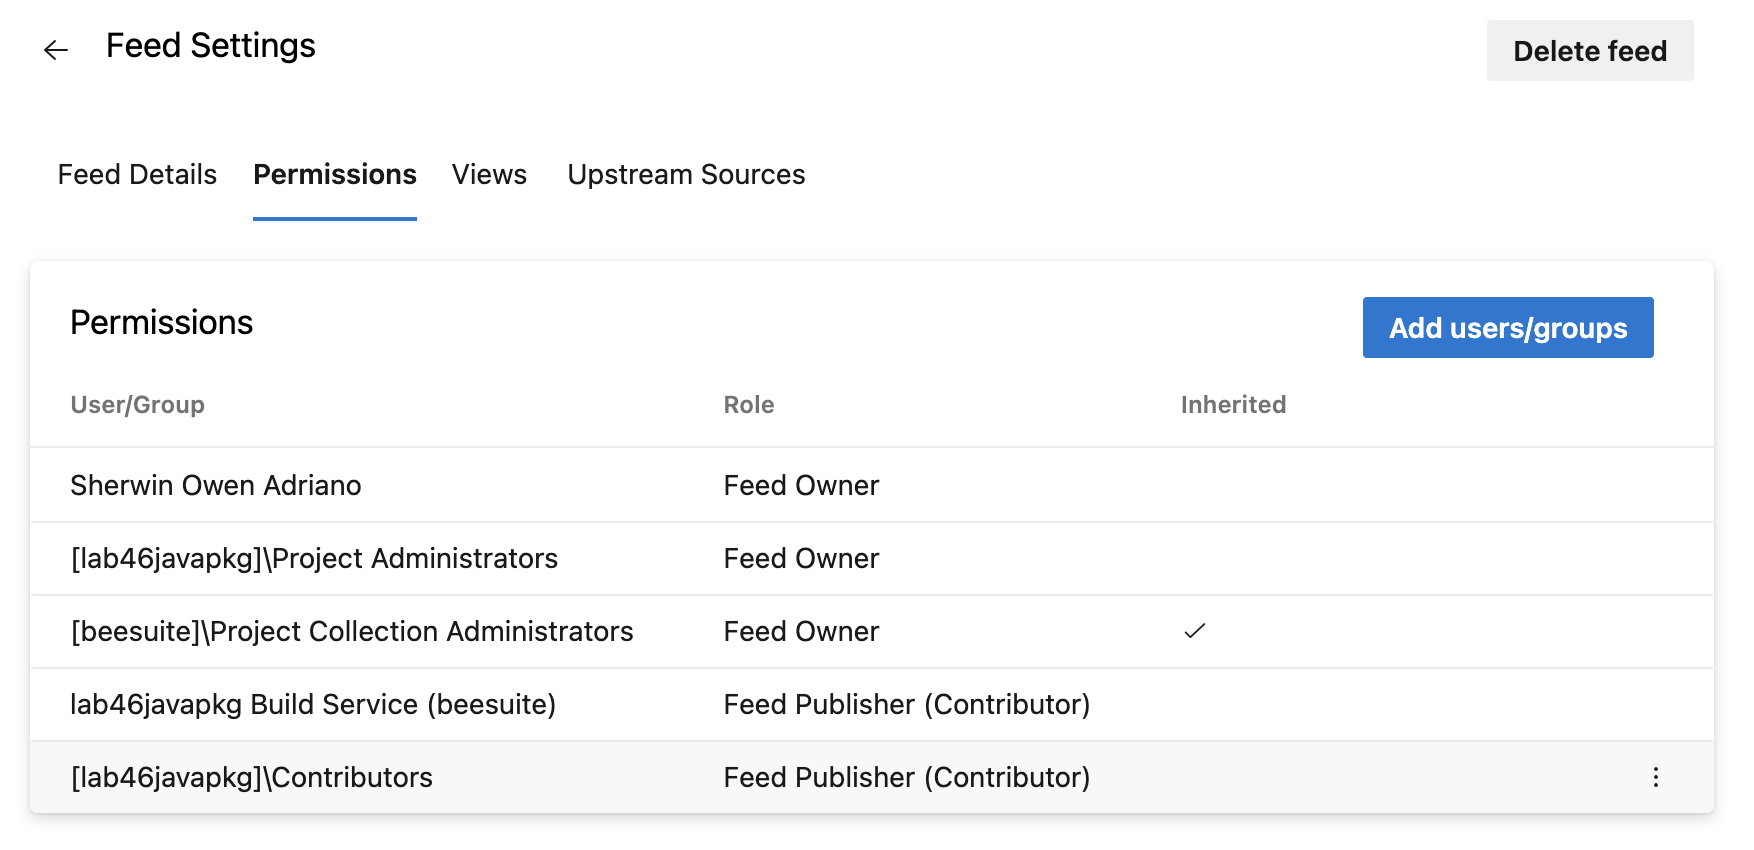 Feed Settings
Delete feed
Feed Details Permissions Views Upstream Sources
Permissions
Add users/groups
User/Group Role Inherited
Sherwin Owen Adriano Feed Owner
[lab46javapkg]\Project Administrators Feed Owner
[beesuite]\Project Collection Administrators Feed Owner
lab46javapkg Build Service (beesuite) Feed Publisher (Contributor)
[lab46javapkg]\Contributors Feed Publisher (Contributor)